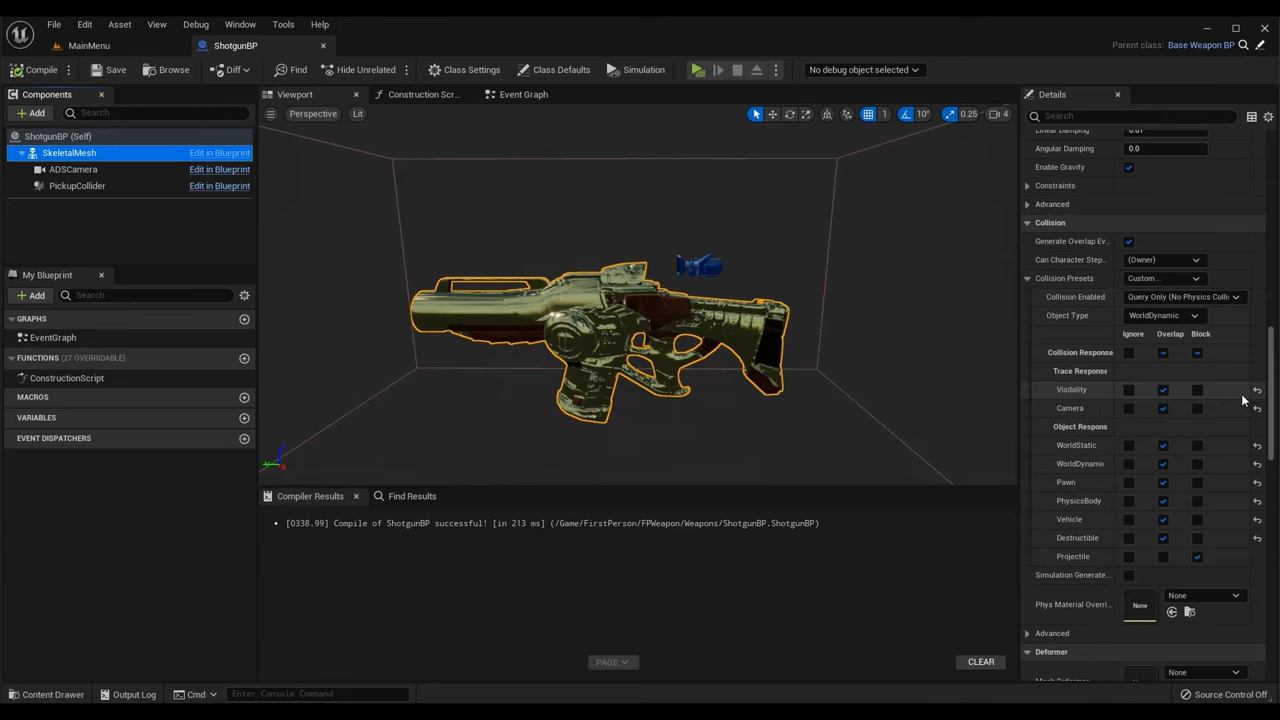 File Edit Asset View Window Debug Tools Help
MainMenu
ShotgunBP
Parent class: Base Weapon BP
Compile
Save
Browse
Diff
Find
Hide Unrelated
Class Settings
Class Defaults
Simulation
No debug object selected
Components
Add
Search
ShotgunBP (Self)
SkeletalMesh Edit in Blueprint
ADSCamera Edit in Blueprint
PickupCollider Edit in Blueprint
My Blueprint
Add
Search
GRAPHS
EventGraph
FUNCTIONS (27 OVERRIDABLE)
ConstructionScript
MACROS
VARIABLES
EVENT DISPATCHERS
Viewport
Construction Scr...
Event Graph
Perspective
Lit
1
10°
0.25
4
Compiler Results
Find Results
[0338.99] Compile of ShotgunBP successful! [in 213 ms] (/Game/FirstPerson/FPWeapon/Weapons/ShotgunBP.ShotgunBP)
PAGE
CLEAR
Details
Search
Linear Damping 0.01
Angular Damping 0.0
Enable Gravity
Constraints
Advanced
Collision
Generate Overlap Ev...
Can Character Step... (Owner)
Collision Presets Custom...
Collision Enabled Query Only (No Physics Collis
Object Type WorldDynamic
Ignore Overlap Block
Collision Response
Trace Response
Visibility
Camera
Object Respon
WorldStatic
WorldDynamic
Pawn
PhysicsBody
Vehicle
Destructible
Projectile
Simulation Generate...
Phys Material Overri... None None
Advanced
Deformer
None
Content Drawer
Output Log
Cmd
Enter Console Command
Source Control Off